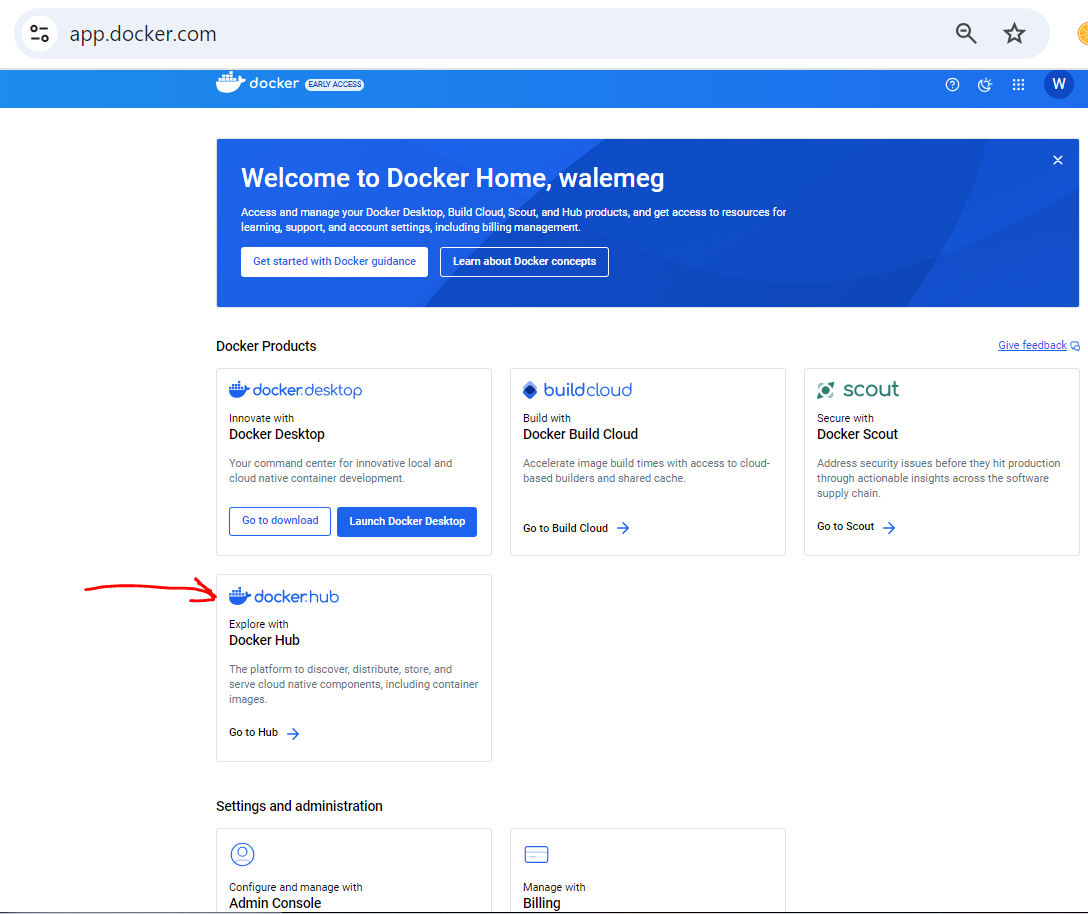 app.docker.com
docker EARLY ACCESS
W
Welcome to Docker Home, walemeg
Access and manage your Docker Desktop, Build Cloud, Scout, and Hub products, and get access to resources for
learning, support, and account settings, including billing management.
Get started with Docker guidance
Learn about Docker concepts
Docker Products
Give feedback
docker.desktop
Innovate with
Docker Desktop
Your command center for innovative local and
cloud native container development.
Go to download
Launch Docker Desktop
buildcloud
Build with
Docker Build Cloud
Accelerate image build times with access to cloud-
based builders and shared cache.
Go to Build Cloud
scout
Secure with
Docker Scout
Address security issues before they hit production
through actionable insights across the software
supply chain.
Go to Scout
docker.hub
Explore with
Docker Hub
The platform to discover, distribute, store, and
serve cloud native components, including container
images.
Go to Hub
Settings and administration
Configure and manage with
Admin Console
Manage with
Billing